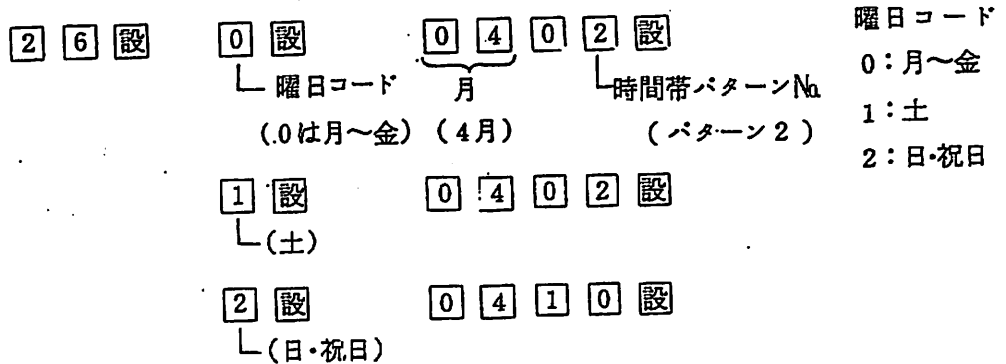 26設 0設 0402設
曜日コード 月 時間帯パターンNo.
(.0は月~金) (4月) (パターン2)
1設 0402設
(土)
2設 0410設
(日・祝日)
曜日コード
0:月~金
1:土
2:日・祝日